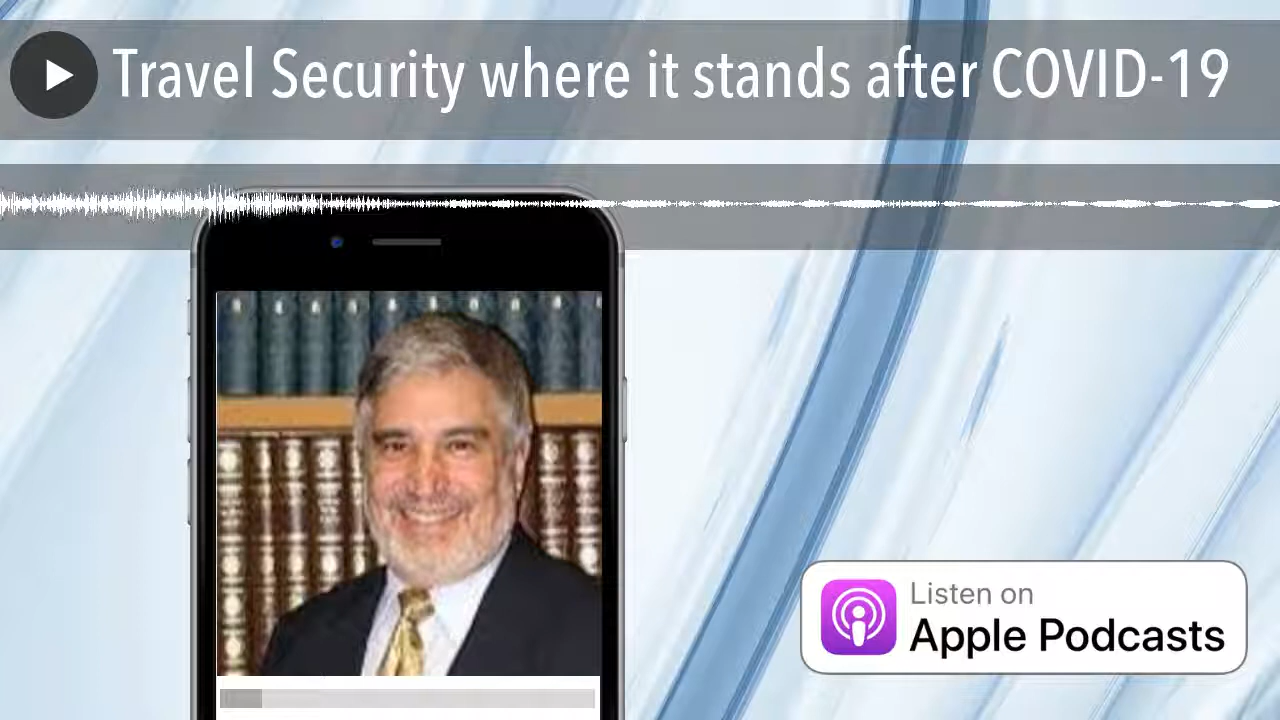 Travel Security where it stands after COVID-19
Listen on
Apple Podcasts